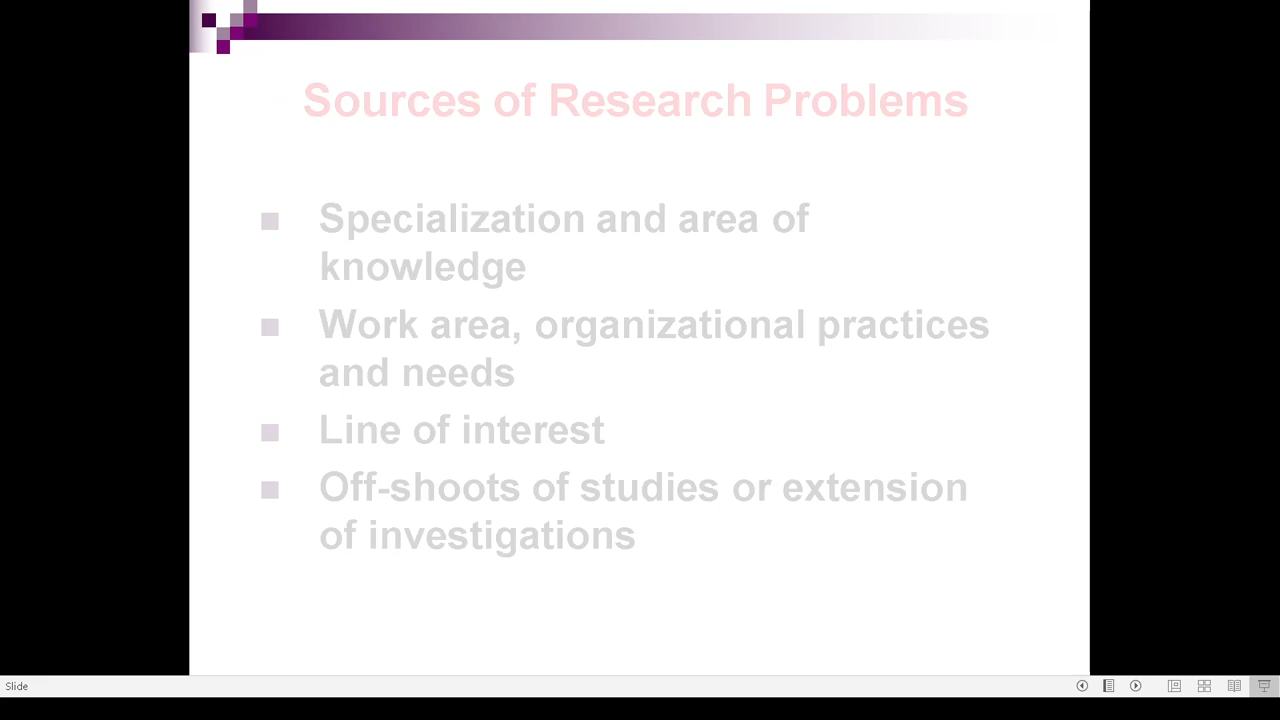 Sources of Research Problems
Specialization and area of
knowledge
Work area, organizational practices
and needs
Line of interest
Off-shoots of studies or extension
of investigations
Slide